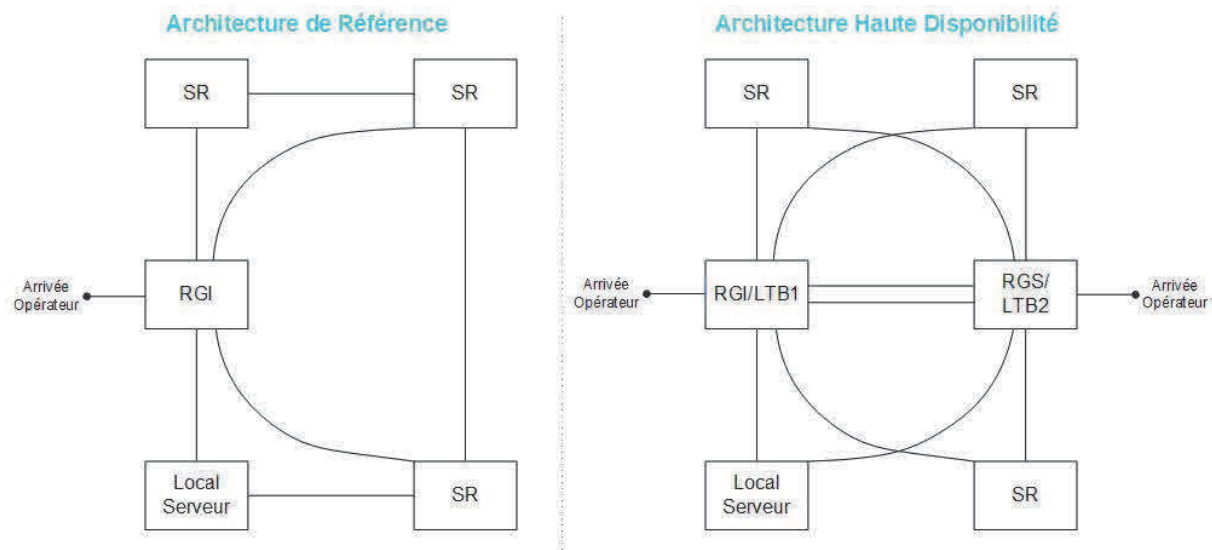 Architecture de Référence
SR
SR
Arrivée
Opérateur
RGI
Local
Serveur
SR
Architecture Haute Disponibilité
SR
SR
Arrivée
Opérateur
RGI/LTB1
RGS/
LTB2
Arrivée
Opérateur
Local
Serveur
SR